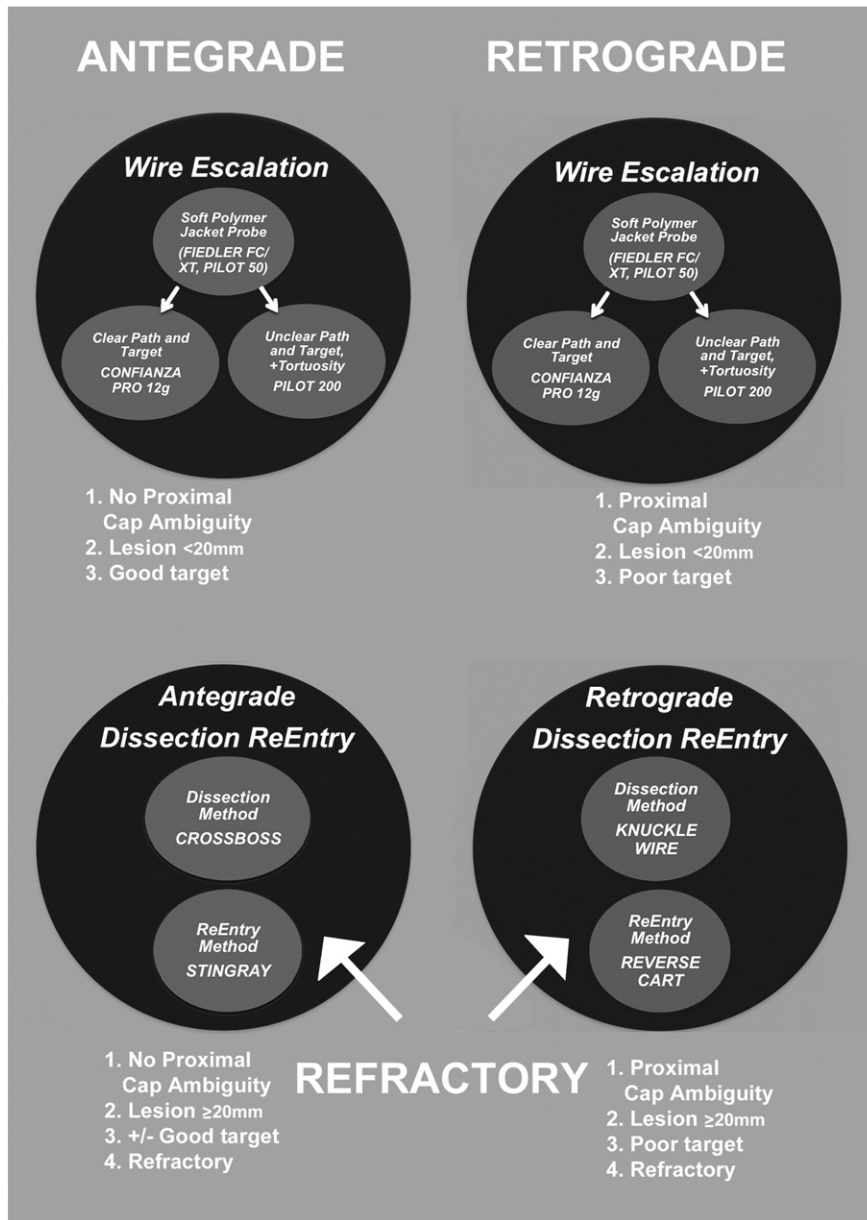 ANTEGRADE
Wire Escalation
Soft Polymer
Jacket Probe
(FIEDLER FC/
XT, PILOT 50)
Clear Path and
Target
CONFIANZA
PRO 12g
Unclear Path
and Target,
+Tortuosity
PILOT 200
1. No Proximal
Cap Ambiguity
2. Lesion <20mm
3. Good target
RETROGRADE
Wire Escalation
Soft Polymer
Jacket Probe
(FIEDLER FC/
XT, PILOT 50)
Clear Path and
Target
CONFIANZA
PRO 12g
Unclear Path
and Target,
+Tortuosity
PILOT 200
1. Proximal
Cap Ambiguity
2. Lesion <20mm
3. Poor target
Antegrade
Dissection ReEntry
Dissection
Method
CROSSBOSS
ReEntry
Method
STINGRAY
1. No Proximal
Cap Ambiguity
2. Lesion ≥20mm
3. +/- Good target
4. Refractory
REFRACTORY
Retrograde
Dissection ReEntry
Dissection
Method
KNUCKLE
WIRE
ReEntry
Method
REVERSE
CART
1. Proximal
Cap Ambiguity
2. Lesion ≥20mm
3. Poor target
4. Refractory